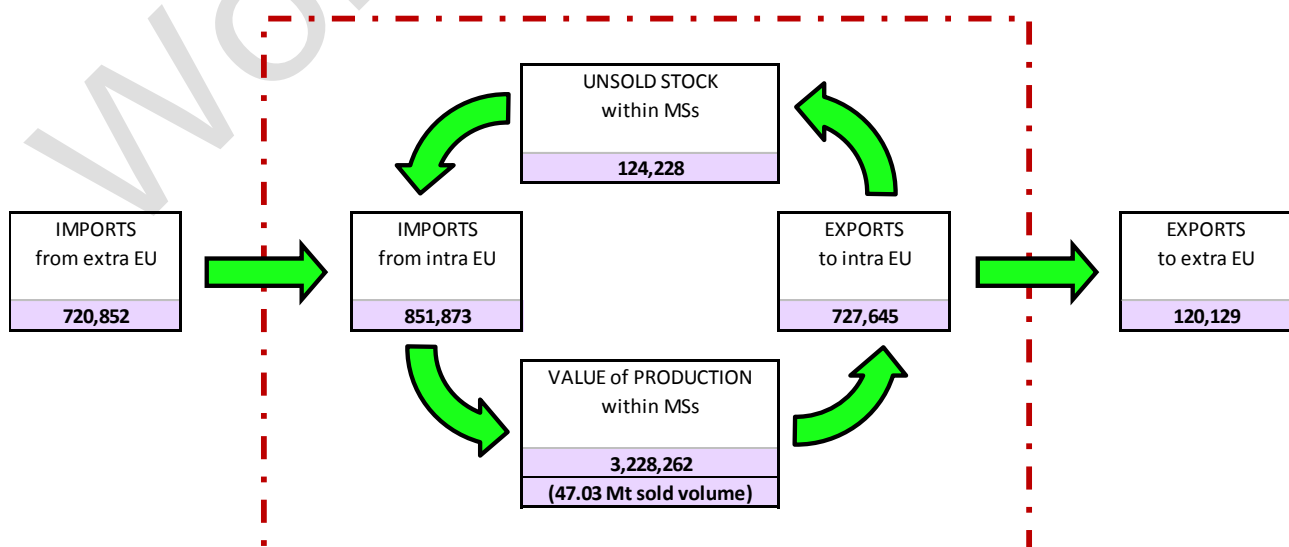 UNSOLD STOCK
within MSs
124,228
IMPORTS
from extra EU
720,852
IMPORTS
from intra EU
851,873
EXPORTS
to intra EU
727,645
EXPORTS
to extra EU
120,129
VALUE of PRODUCTION
within MSs
3,228,262
(47.03 Mt sold volume)